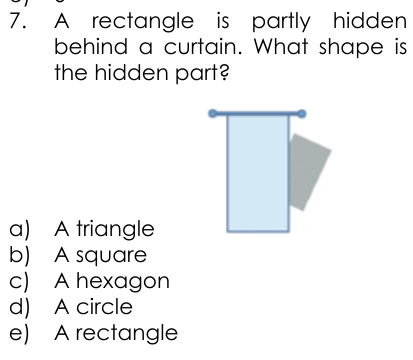 7. A rectangle is partly hidden
behind a curtain. What shape is
the hidden part?
a) A triangle
b) A square
c) A hexagon
d) A circle
e) A rectangle